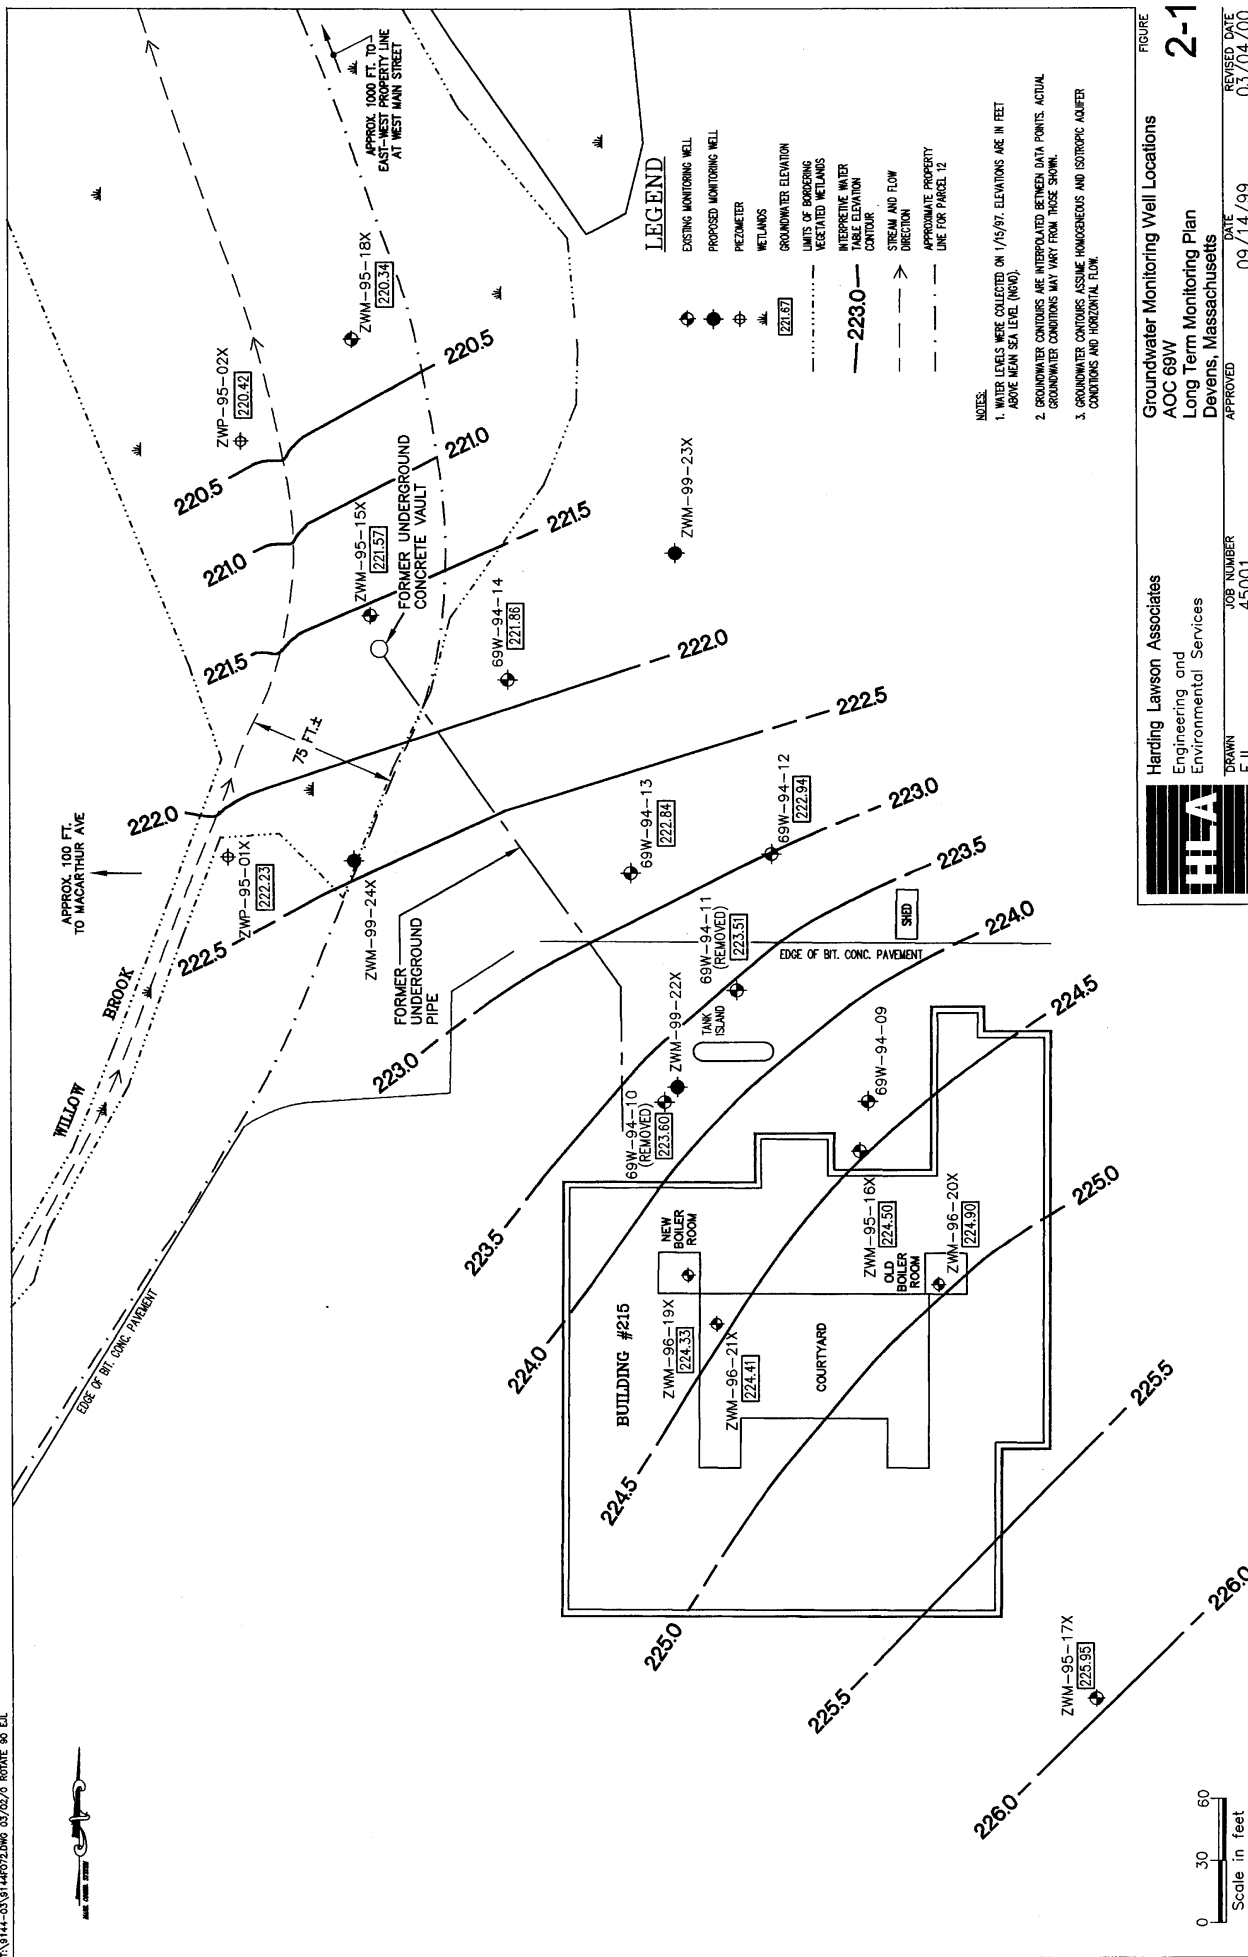 T:\9144-03\9144F072.DWG 03/02/0 ROTATE 90 EJL
WILLOW
BROOK
APPROX. 100 FT.
TO MACARTHUR AVE
EDGE OF BIT. CONC. PAVEMENT
APPROX. 1000 FT. TO
EAST-WEST PROPERTY LINE
AT WEST MAIN STREET
ZWP-95-02X
220.42
ZWM-95-18X
220.34
220.5
220.5
221.0
221.0
221.5
221.5
222.0
222.0
222.5
222.5
223.0
223.0
223.5
223.5
224.0
224.0
224.5
224.5
225.0
225.0
225.5
225.5
226.0
226.0
ZWM-95-15X
221.57
FORMER UNDERGROUND
CONCRETE VAULT
75 FT.±
ZWP-95-01X
222.23
ZWM-99-24X
69W-94-14
221.86
ZWM-99-23X
FORMER
UNDERGROUND
PIPE
69W-94-13
222.84
69W-94-12
222.94
69W-94-11
(REMOVED)
223.51
EDGE OF BIT. CONC. PAVEMENT
SHED
TANK
ISLAND
ZWM-99-22X
69W-94-10
(REMOVED)
223.60
69W-94-09
NEW
BOILER
ROOM
BUILDING #215
ZWM-96-19X
224.33
ZWM-96-21X
224.41
COURTYARD
ZWM-95-16X
224.50
OLD
BOILER
ROOM
ZWM-96-20X
224.90
ZWM-95-17X
225.95
0 30 60
Scale in feet
LEGEND
EXISTING MONITORING WELL
PROPOSED MONITORING WELL
PIEZOMETER
WETLANDS
221.67 GROUNDWATER ELEVATION
LIMITS OF BORDERING
VEGETATED WETLANDS
223.0 INTERPRETIVE WATER
TABLE ELEVATION
CONTOUR
STREAM AND FLOW
DIRECTION
APPROXIMATE PROPERTY
LINE FOR PARCEL 12
NOTES:
1. WATER LEVELS WERE COLLECTED ON 1/15/97. ELEVATIONS ARE IN FEET
ABOVE MEAN SEA LEVEL (NGVD).
2. GROUNDWATER CONTOURS ARE INTERPOLATED BETWEEN DATA POINTS. ACTUAL
GROUNDWATER CONDITIONS MAY VARY FROM THOSE SHOWN.
3. GROUNDWATER CONTOURS ASSUME HOMOGENEOUS AND ISOTROPIC AQUIFER
CONDITIONS AND HORIZONTAL FLOW.
HLA
Harding Lawson Associates
Engineering and
Environmental Services
Groundwater Monitoring Well Locations
AOC 69W
Long Term Monitoring Plan
Devens, Massachusetts
FIGURE
2-1
DRAWN
EJL
JOB NUMBER
45001
APPROVED
DATE
09/14/99
REVISED DATE
03/04/00